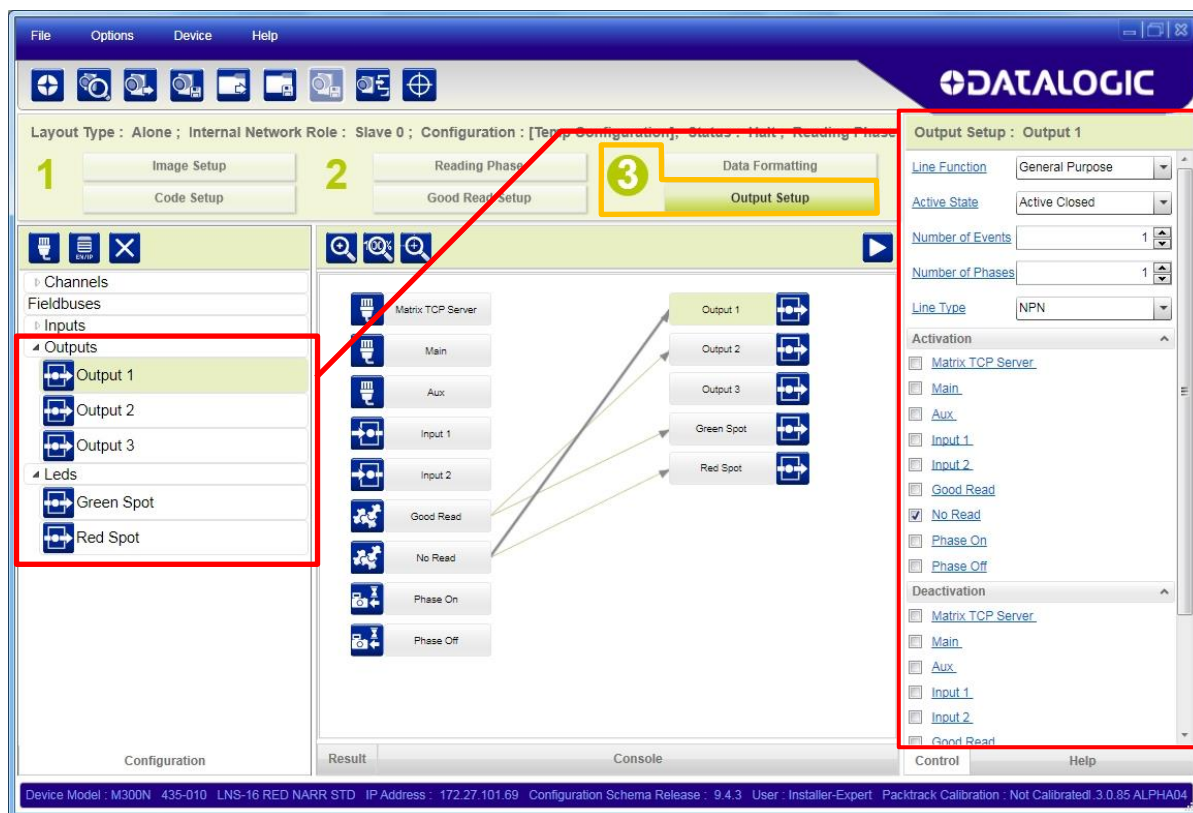 File Options Device Help
DATALOGIC
Layout Type : Alone ; Internal Network Role : Slave 0 ; Configuration : [Temp Configuration], Status : Halt ; Reading Phase
1 Image Setup
Code Setup
2 Reading Phase
Good Read Setup
3 Data Formatting
Output Setup
EN/IP
Channels
Fieldbuses
Inputs
Outputs
Output 1
Output 2
Output 3
Leds
Green Spot
Red Spot
Configuration
100%
Matrix TCP Server
Main
Aux
Input 1
Input 2
Good Read
No Read
Phase On
Phase Off
Output 1
Output 2
Output 3
Green Spot
Red Spot
Result Console
Output Setup : Output 1
Line Function General Purpose
Active State Active Closed
Number of Events 1
Number of Phases 1
Line Type NPN
Activation
Matrix TCP Server
Main
Aux
Input 1
Input 2
Good Read
No Read
Phase On
Phase Off
Deactivation
Matrix TCP Server
Main
Aux
Input 1
Input 2
Good Read
Control Help
Device Model : M300N 435-010 LNS-16 RED NARR STD IP Address : 172.27.101.69 Configuration Schema Release : 9.4.3 User : Installer-Expert Packtrack Calibration : Not Calibrated|.3.0.85 ALPHA04